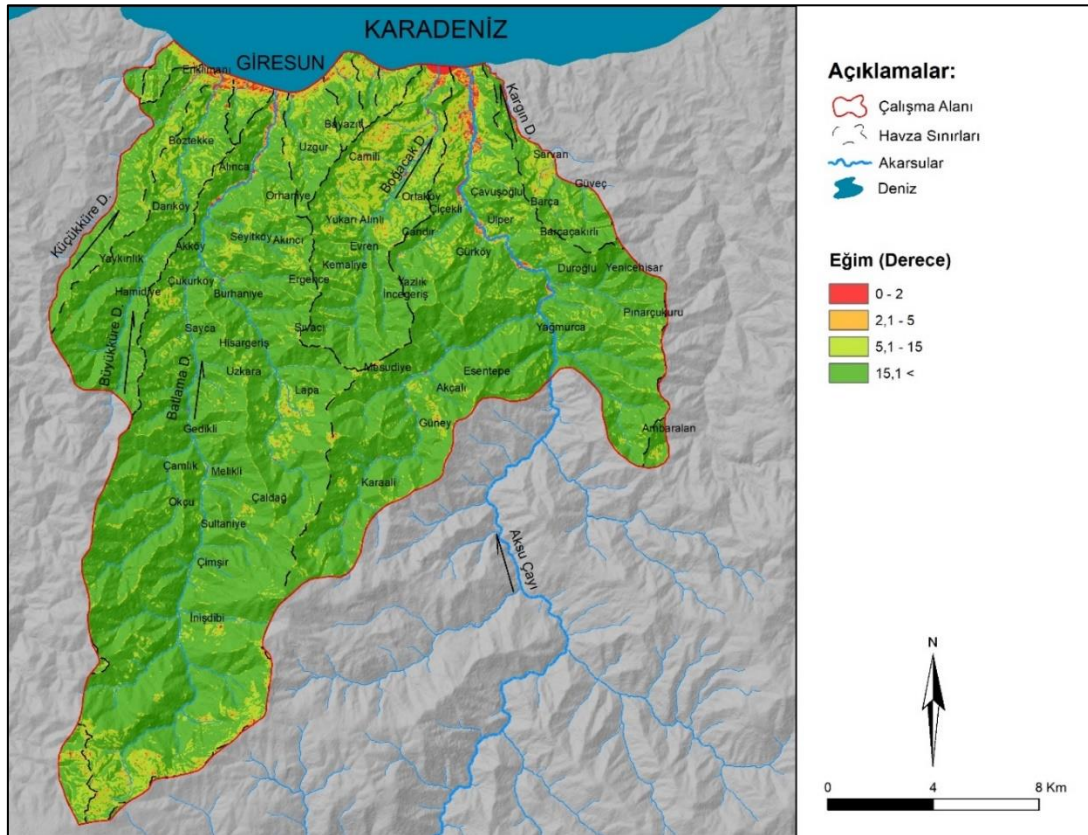 KARADENİZ
GİRESUN
Erikliman�ı
Boztekke
Bayazıt
Uzgur
Camili
Boğacak D.
Kargın D.
Sarvan
Güveç
Alınca
Orhaniye
Ortaköy
Çiçekli
Çavuşoğlu
Barça
Darıköy
Küçükküre D.
Yukarı Alınlı
Ülper
Barçaçakırlı
Akköy
Seyitköy
Akıncı
Evren
Çandır
Gürköy
Yaykınlık
Çukurköy
Ergence
Kemaliye
Yazlık
Duroğlu
Yenicehisar
Hamidiye
Burhaniye
İncegeriş
Pınarçukuru
Büyükküre D.
Sayca
Hisargeriş
Sıvacı
Yağmurca
Batlama D.
Uzkara
Lapa
Mesudiye
Esentepe
Akçalı
Gedikli
Güney
Ambaralan
Çamlık
Melikli
Okçu
Çaldağ
Karaali
Sultaniye
Çimşir
Aksu Çayı
İnişdibi
Açıklamalar:
Çalışma Alanı
Havza Sınırları
Akarsular
Deniz
Eğim (Derece)
0 - 2
2,1 - 5
5,1 - 15
15,1 <
N
0 4 8 Km